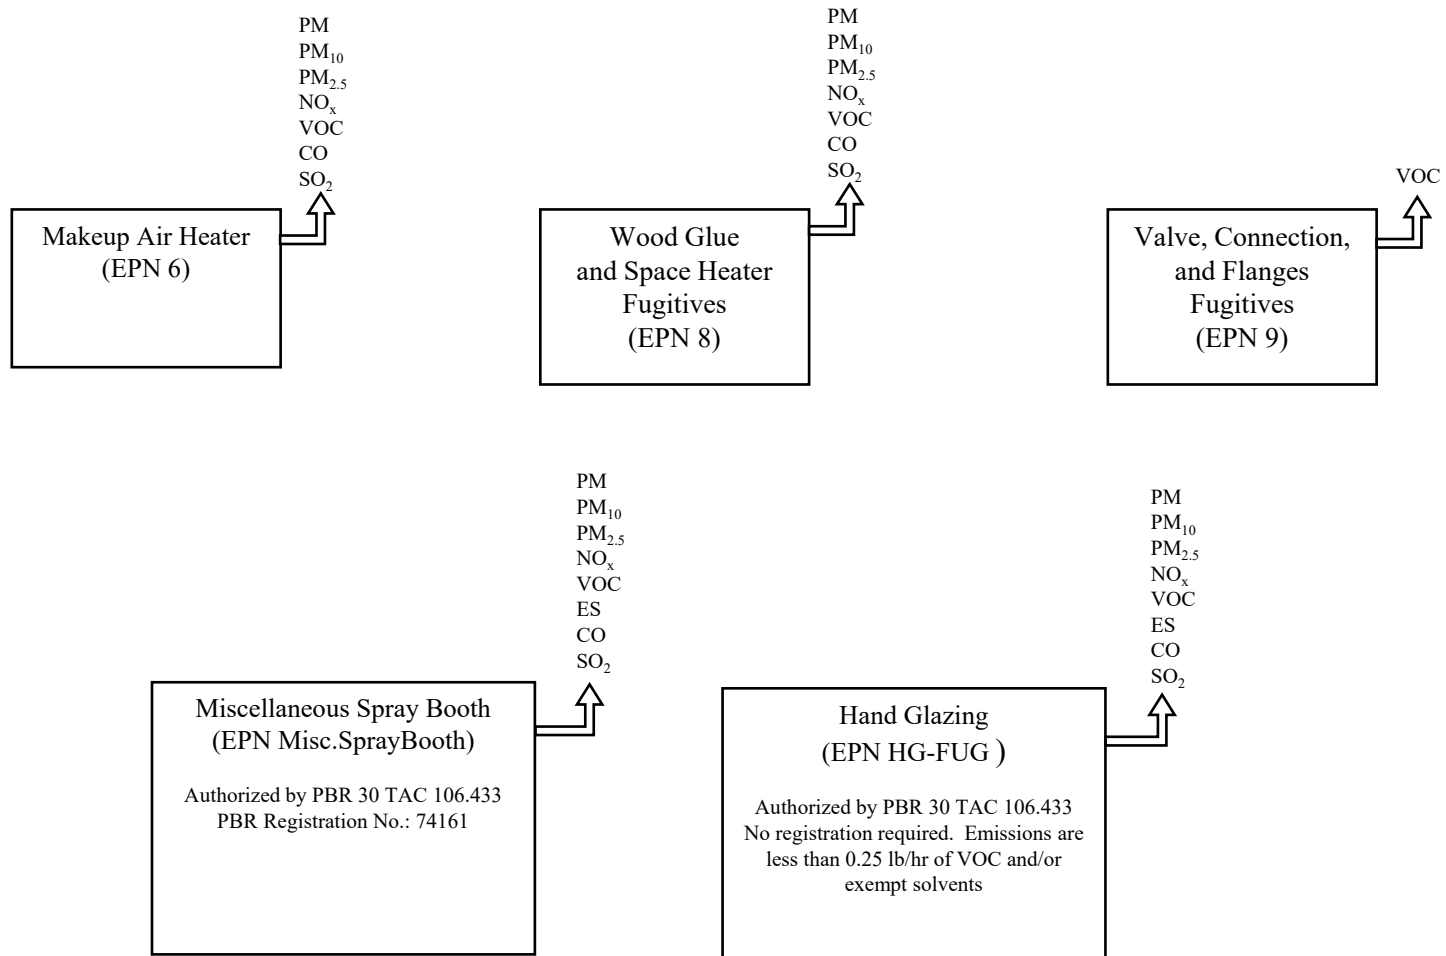 PM
PM10
PM2.5
NOx
VOC
CO
SO2
Makeup Air Heater
(EPN 6)
PM
PM10
PM2.5
NOx
VOC
CO
SO2
Wood Glue
and Space Heater
Fugitives
(EPN 8)
VOC
Valve, Connection,
and Flanges
Fugitives
(EPN 9)
PM
PM10
PM2.5
NOx
VOC
ES
CO
SO2
Miscellaneous Spray Booth
(EPN Misc.SprayBooth)
Authorized by PBR 30 TAC 106.433
PBR Registration No.: 74161
PM
PM10
PM2.5
NOx
VOC
ES
CO
SO2
Hand Glazing
(EPN HG-FUG )
Authorized by PBR 30 TAC 106.433
No registration required.  Emissions are
less than 0.25 lb/hr of VOC and/or
exempt solvents